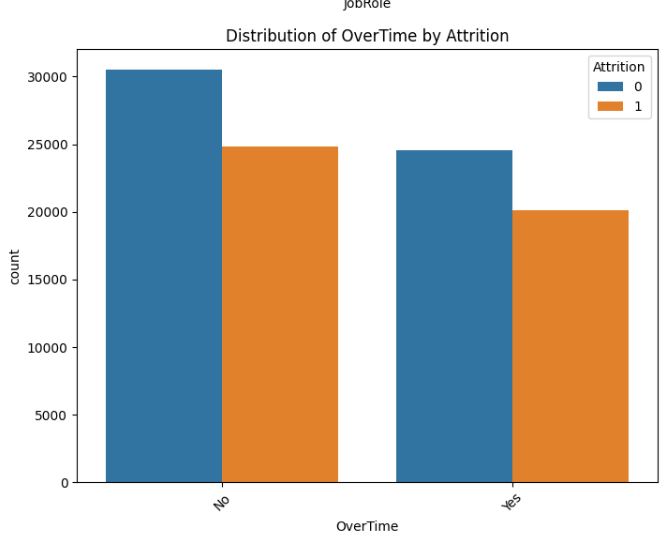 JobRole
Distribution of OverTime by Attrition
30000
25000
20000
15000
10000
5000
0
count
Attrition
0
1
No
Yes
OverTime